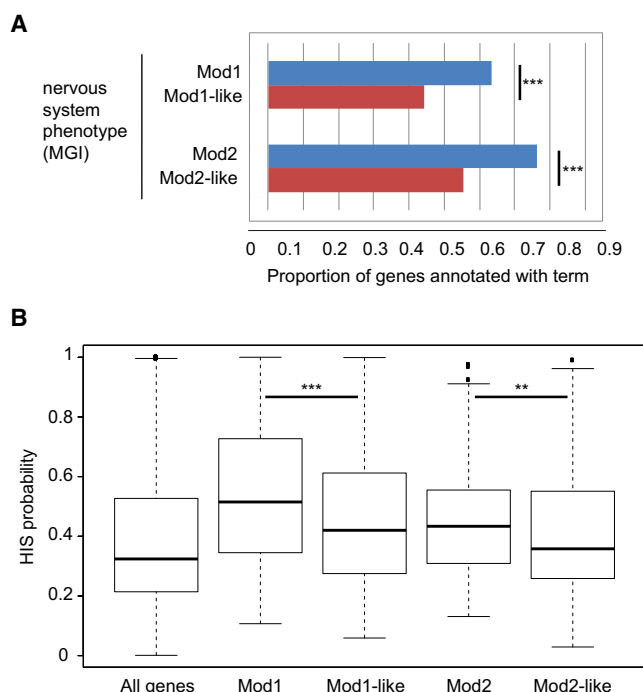 A
nervous
system
phenotype
(MGI)
Mod1
Mod1-like
***
Mod2
Mod2-like
***
0 0.1 0.2 0.3 0.4 0.5 0.6 0.7 0.8 0.9
Proportion of genes annotated with term
B
HIS probability
1
0.8
0.6
0.4
0.2
0
***
**
All genes Mod1 Mod1-like Mod2 Mod2-like